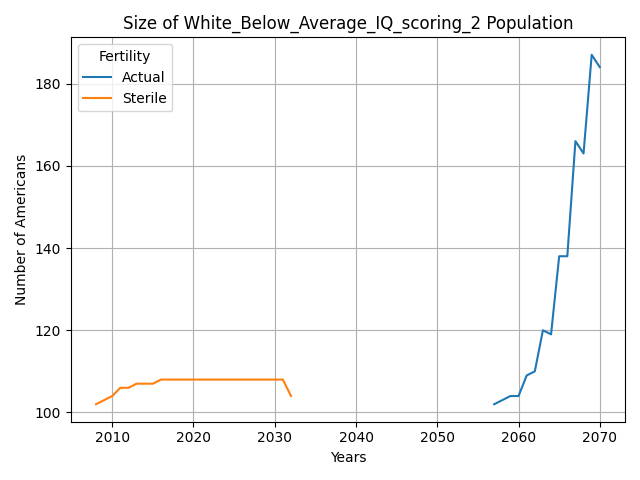 Size of White_Below_Average_IQ_scoring_2 Population
Fertility
Actual
Sterile
Number of Americans
180
160
140
120
100
2010 2020 2030 2040 2050 2060 2070
Years